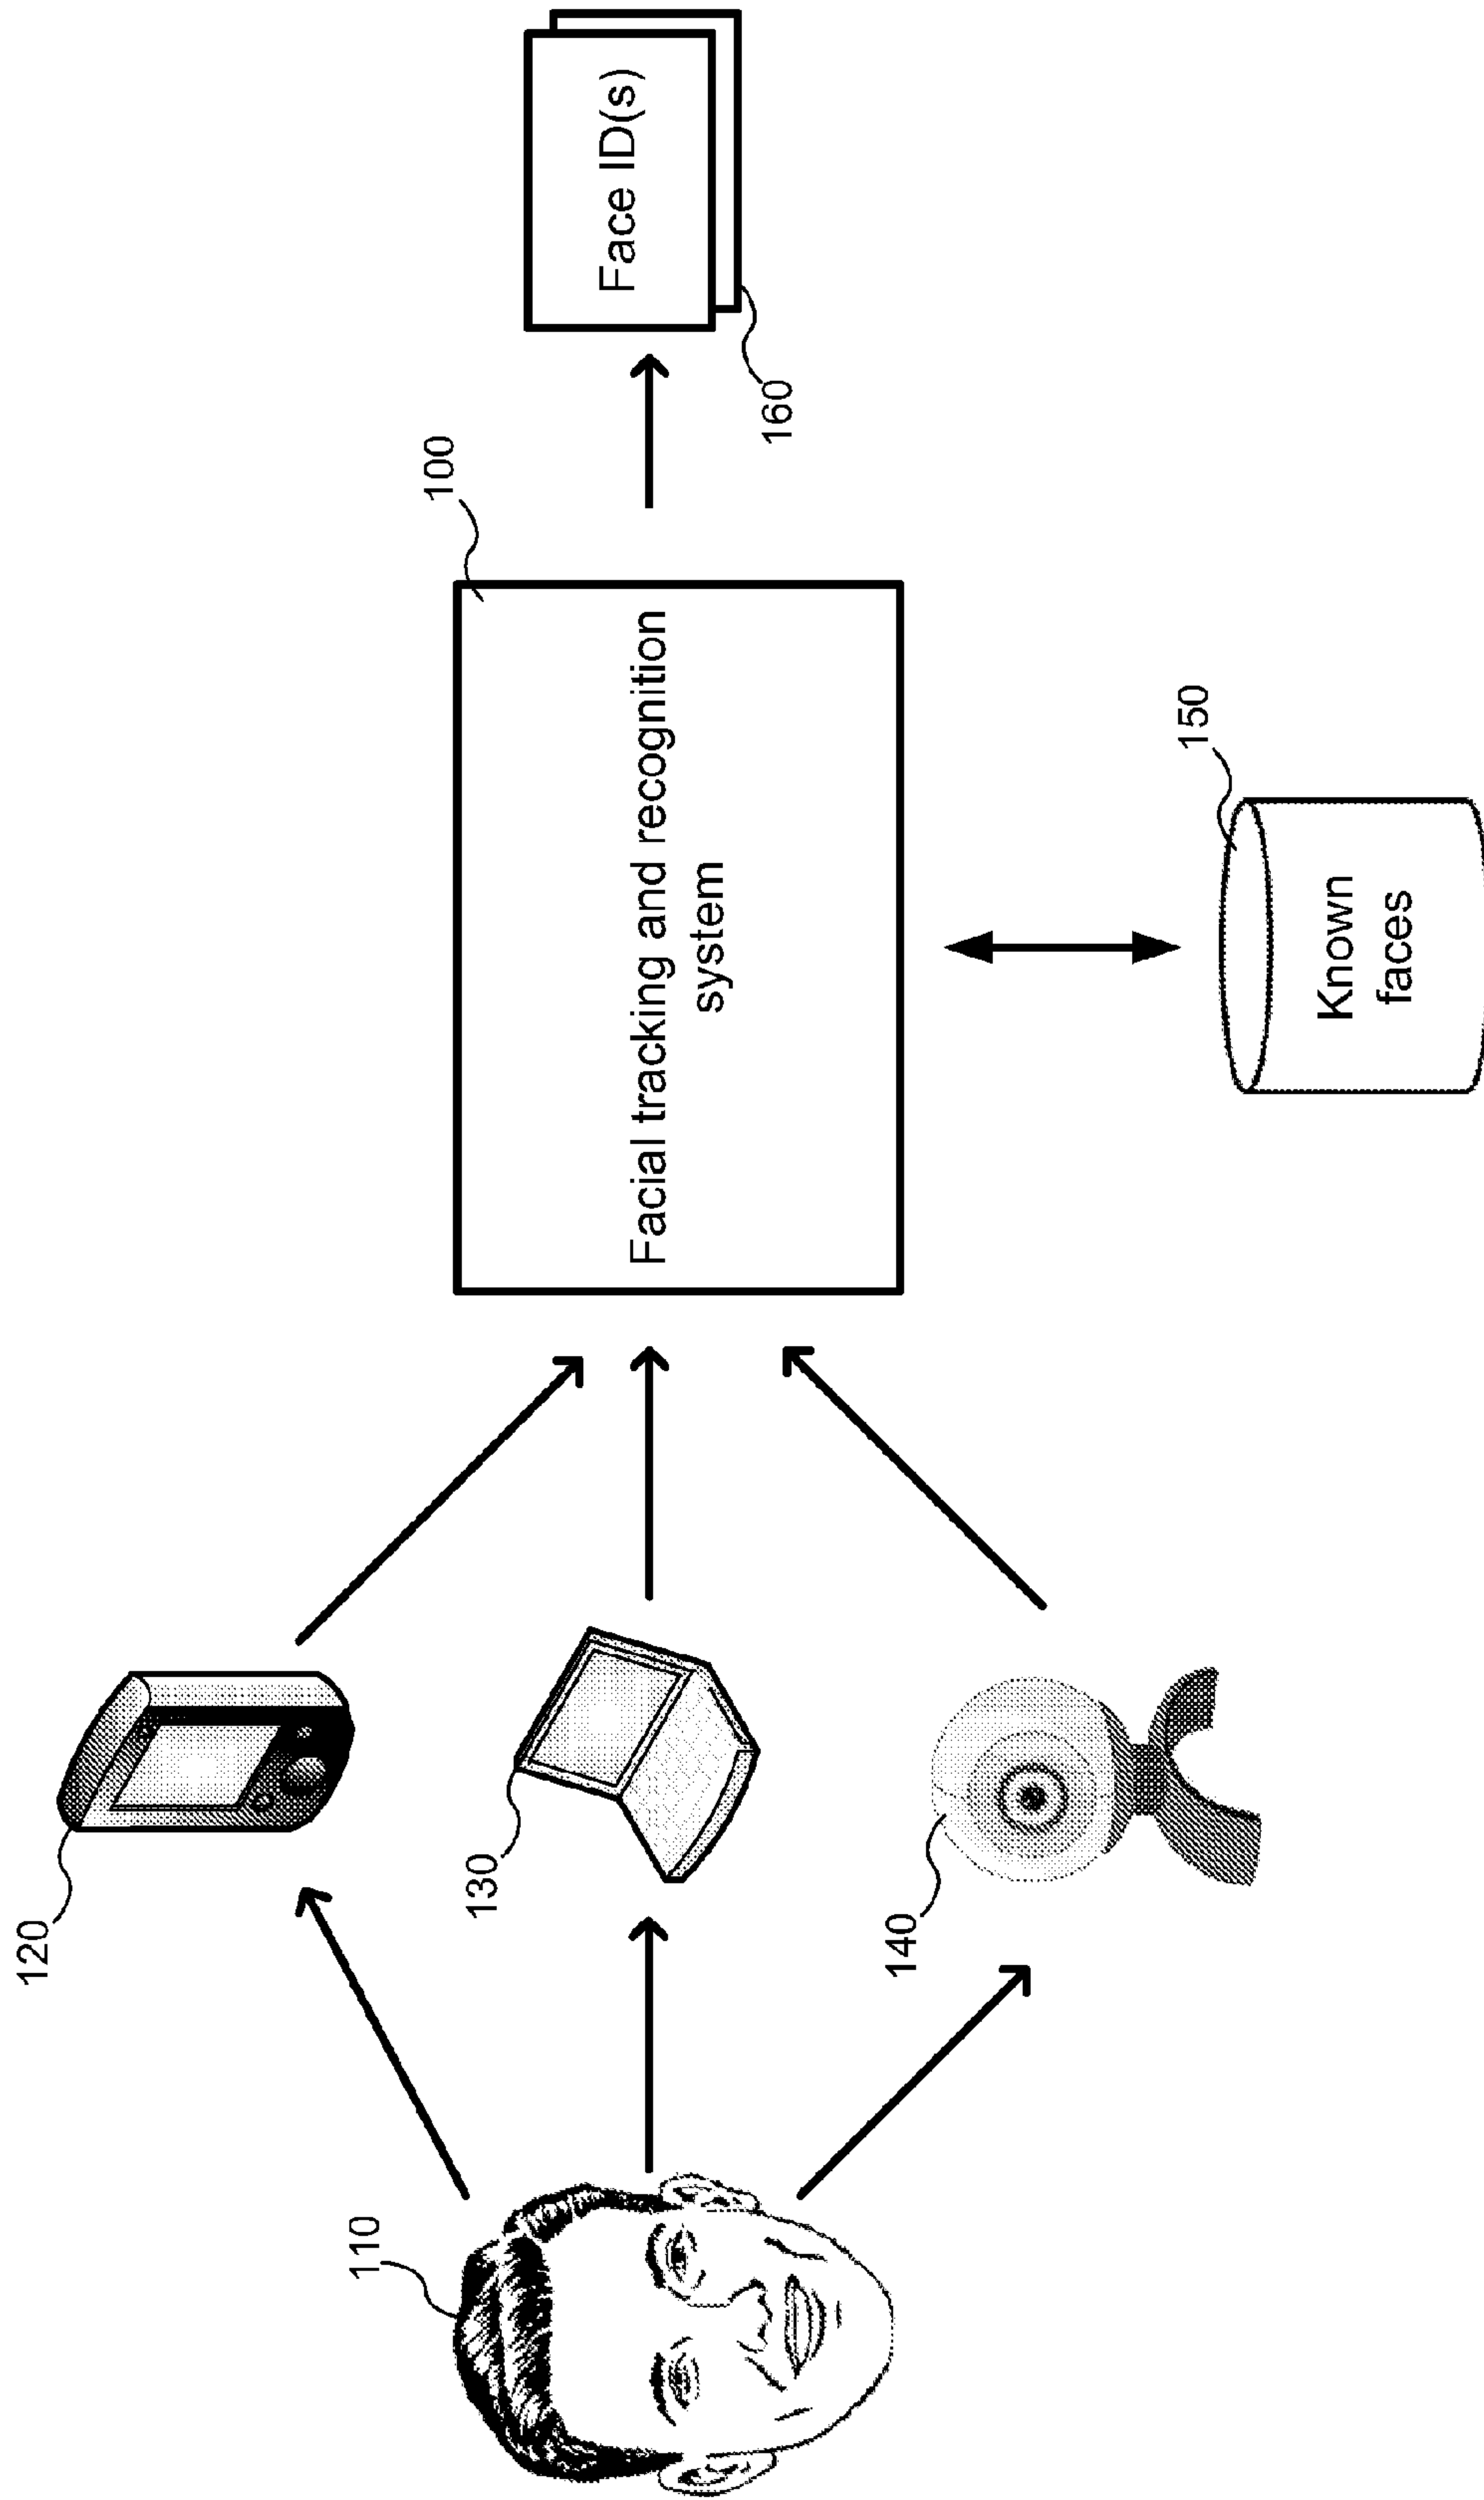 110
120
130
140
100
Facial tracking and recognition
system
150
Known
faces
Face ID(s)
160